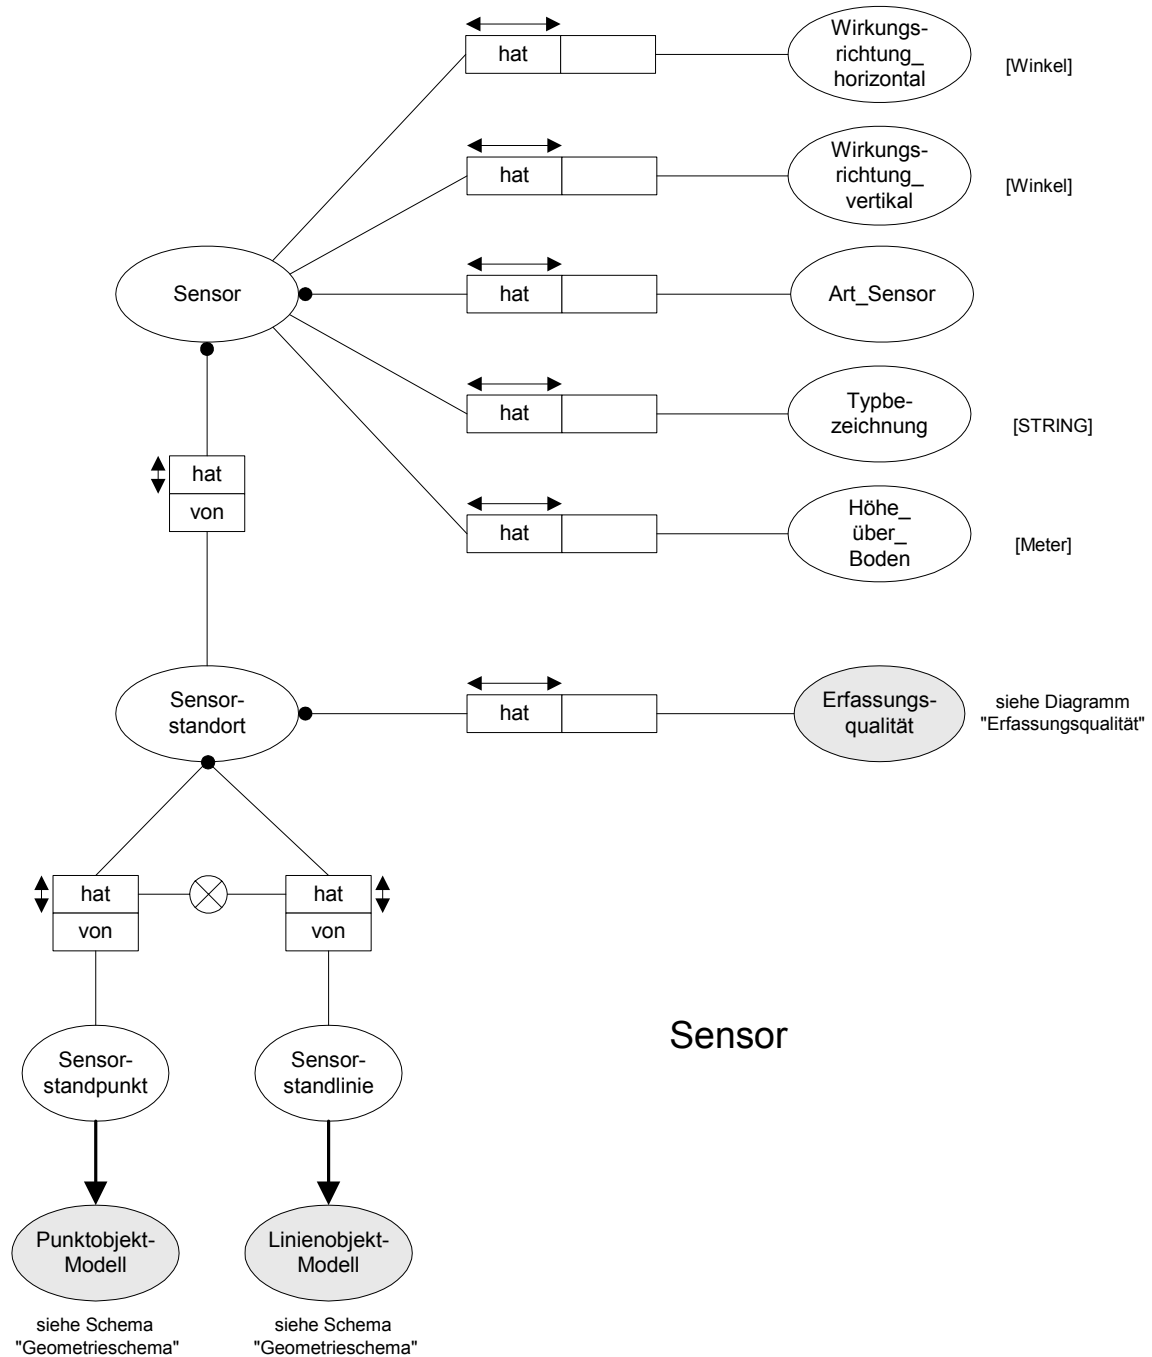 hat
Wirkungs-
richtung_
horizontal
[Winkel]
hat
Wirkungs-
richtung_
vertikal
[Winkel]
Sensor
hat
Art_Sensor
hat
Typbe-
zeichnung
[STRING]
hat
von
hat
Höhe_
über_
Boden
[Meter]
Sensor-
standort
hat
Erfassungs-
qualität
siehe Diagramm
"Erfassungsqualität"
hat
von
hat
von
Sensor
Sensor-
standpunkt
Sensor-
standlinie
Punktobjekt-
Modell
Linienobjekt-
Modell
siehe Schema
"Geometrieschema"
siehe Schema
"Geometrieschema"